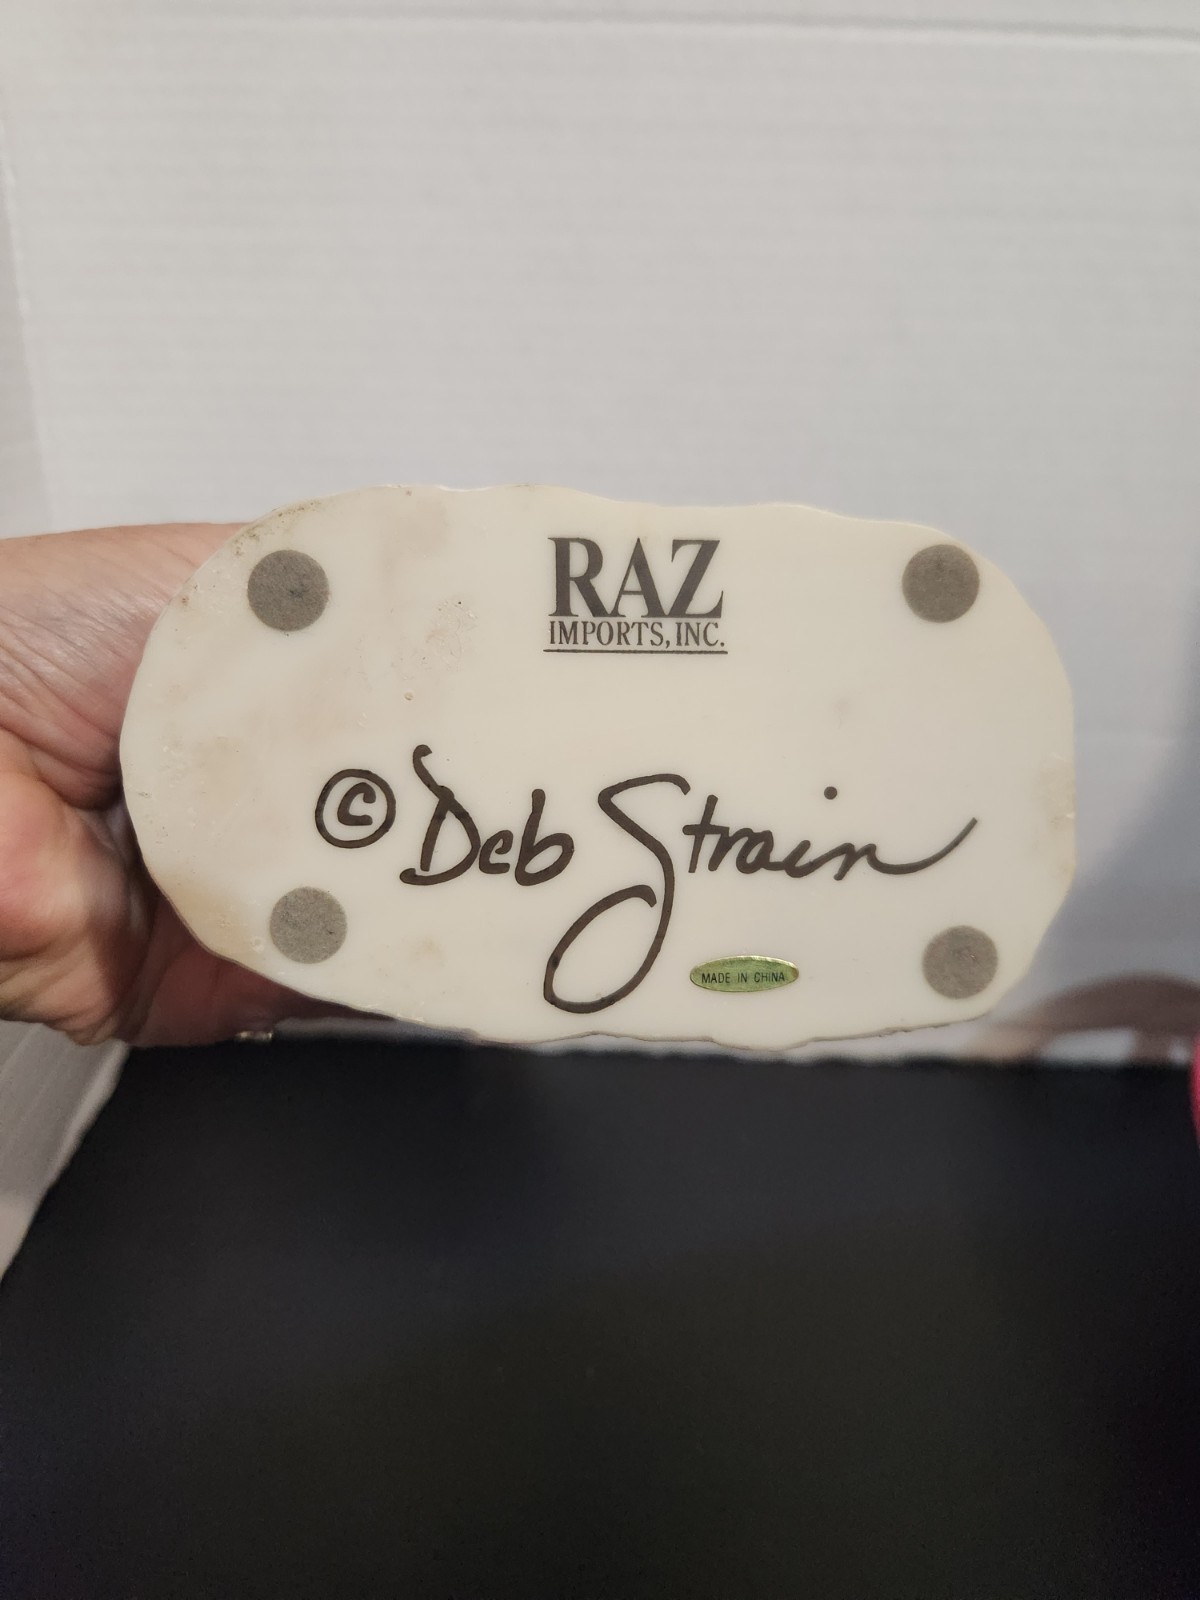 RAZ
IMPORTS, INC.
© Deb Strain
MADE IN CHINA